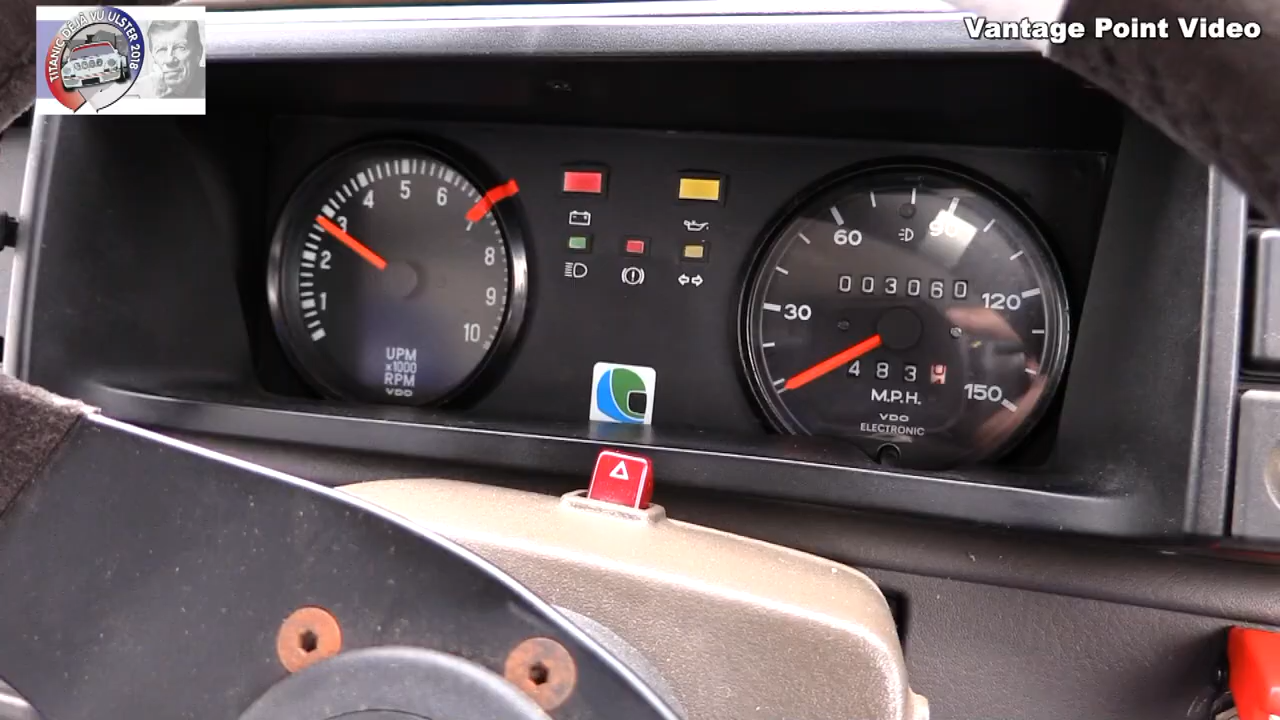 TITANIC DEJA VU ULSTER 2018
Vantage Point Video
1
2
3
4
5
6
7
8
9
10
UPM
x1000
RPM
VDO
30
60
90
120
150
003060
483
M.P.H.
VDO
ELECTRONIC